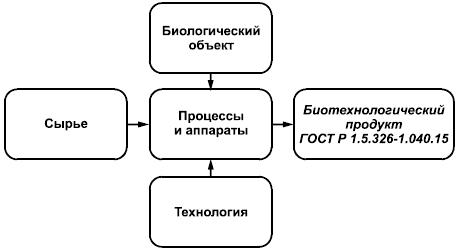 Биологический
объект
Сырье
Процессы
и аппараты
Биотехнологический
продукт
ГОСТ Р 1.5.326-1.040.15
Технология